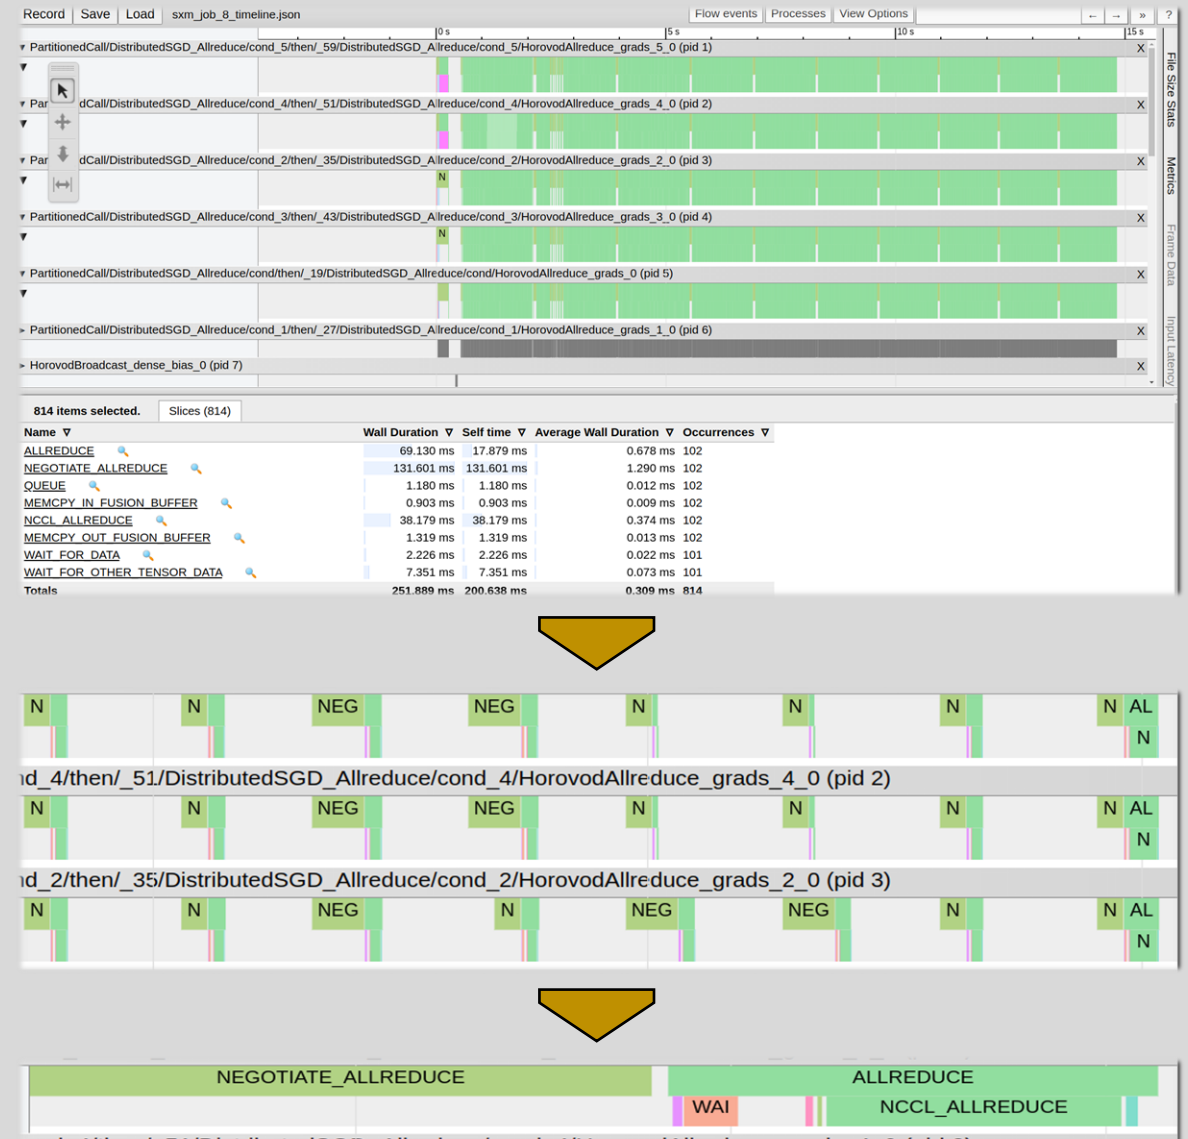 Record Save Load sxm_job_8_timeline.json Flow events Processes View Options ← → » ?
0 s 5 s 10 s 15 s
PartitionedCall/DistributedSGD_Allreduce/cond_5/then/_59/DistributedSGD_Allreduce/cond_5/HorovodAllreduce_grads_5_0 (pid 1) X
Par cd_Call/DistributedSGD_Allreduce/cond_4/then/_51/DistributedSGD_Allreduce/cond_4/HorovodAllreduce_grads_4_0 (pid 2) X
Par dCall/DistributedSGD_Allreduce/cond_2/then/_35/DistributedSGD_Allreduce/cond_2/HorovodAllreduce_grads_2_0 (pid 3) X
N
PartitionedCall/DistributedSGD_Allreduce/cond_3/then/_43/DistributedSGD_Allreduce/cond_3/HorovodAllreduce_grads_3_0 (pid 4) X
N
PartitionedCall/DistributedSGD_Allreduce/cond/then/_19/DistributedSGD_Allreduce/cond/HorovodAllreduce_grads_0 (pid 5) X
PartitionedCall/DistributedSGD_Allreduce/cond_1/then/_27/DistributedSGD_Allreduce/cond_1/HorovodAllreduce_grads_1_0 (pid 6) X
HorovodBroadcast_dense_bias_0 (pid 7) X
File Size Stats
Metrics
Frame Data
Input Latency
814 items selected. Slices (814)
Name Wall Duration Self time Average Wall Duration Occurrences
ALLREDUCE 69.130 ms 17.879 ms 0.678 ms 102
NEGOTIATE_ALLREDUCE 131.601 ms 131.601 ms 1.290 ms 102
QUEUE 1.180 ms 1.180 ms 0.012 ms 102
MEMCPY_IN_FUSION_BUFFER 0.903 ms 0.903 ms 0.009 ms 102
NCCL_ALLREDUCE 38.179 ms 38.179 ms 0.374 ms 102
MEMCPY_OUT_FUSION_BUFFER 1.319 ms 1.319 ms 0.013 ms 102
WAIT_FOR_DATA 2.226 ms 2.226 ms 0.022 ms 101
WAIT_FOR_OTHER_TENSOR_DATA 7.351 ms 7.351 ms 0.073 ms 101
Totals 251.889 ms 200.638 ms 0.309 ms 814
N N NEG NEG N N N N AL
N
nd_4/then/_51/DistributedSGD_Allreduce/cond_4/HorovodAllreduce_grads_4_0 (pid 2)
N N NEG NEG N N N N AL
N
nd_2/then/_35/DistributedSGD_Allreduce/cond_2/HorovodAllreduce_grads_2_0 (pid 3)
N N NEG N NEG NEG N N AL
N
NEGOTIATE_ALLREDUCE ALLREDUCE
WAI NCCL_ALLREDUCE